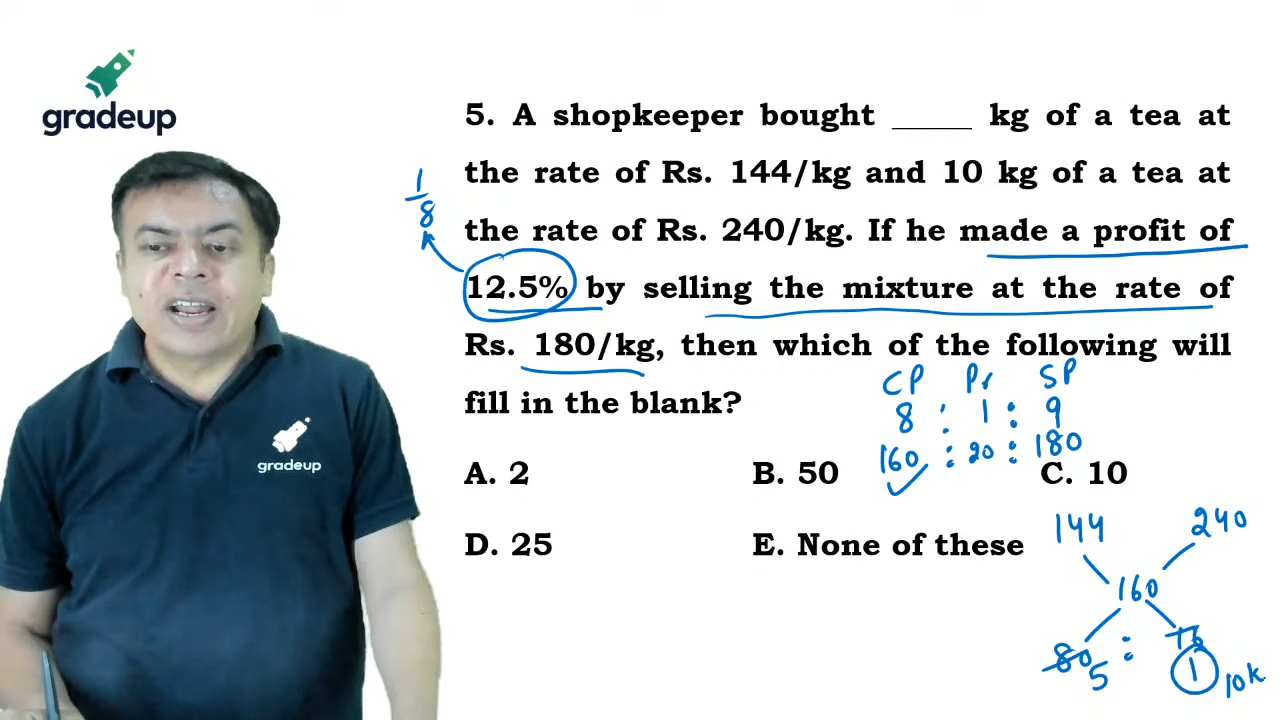 gradeup
5. A shopkeeper bought _____ kg of a tea at
the rate of Rs. 144/kg and 10 kg of a tea at
1/8
the rate of Rs. 240/kg. If he made a profit of
12.5% by selling the mixture at the rate of
Rs. 180/kg, then which of the following will
fill in the blank?
CP Pr SP
8 : 1 : 9
160 : 20 : 180
A. 2 B. 50 C. 10
D. 25 E. None of these
144 240
160
80 : 16
5 1 10k
gradeup